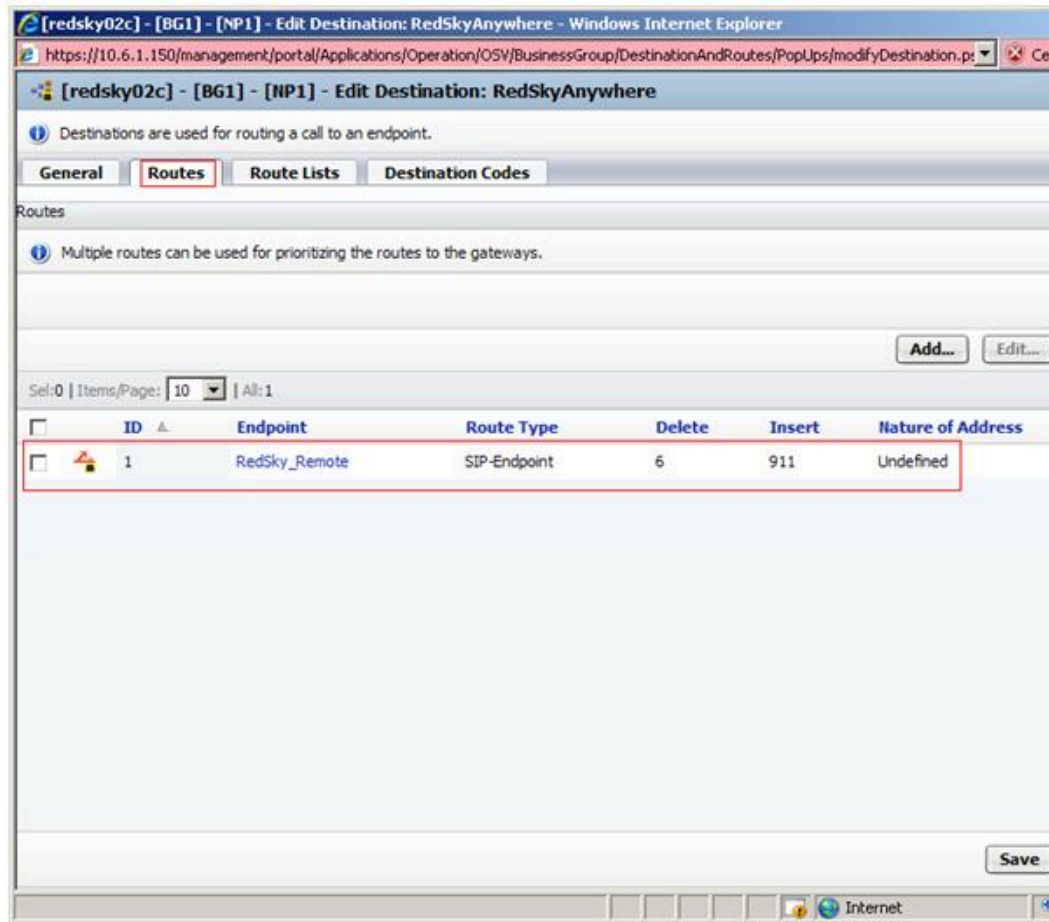 [redsky02c] - [BG1] - [NP1] - Edit Destination: RedSkyAnywhere - Windows Internet Explorer
https://10.6.1.150/management/portal/Applications/Operation/OSV/BusinessGroup/DestinationAndRoutes/PopUps/modifyDestination.ps Ce
[redsky02c] - [BG1] - [NP1] - Edit Destination: RedSkyAnywhere
Destinations are used for routing a call to an endpoint.
General Routes Route Lists Destination Codes
Routes
Multiple routes can be used for prioritizing the routes to the gateways.
Add... Edit...
Sel:0 | Items/Page: 10 | All:1
ID Endpoint Route Type Delete Insert Nature of Address
1 RedSky_Remote SIP-Endpoint 6 911 Undefined
Save
Internet